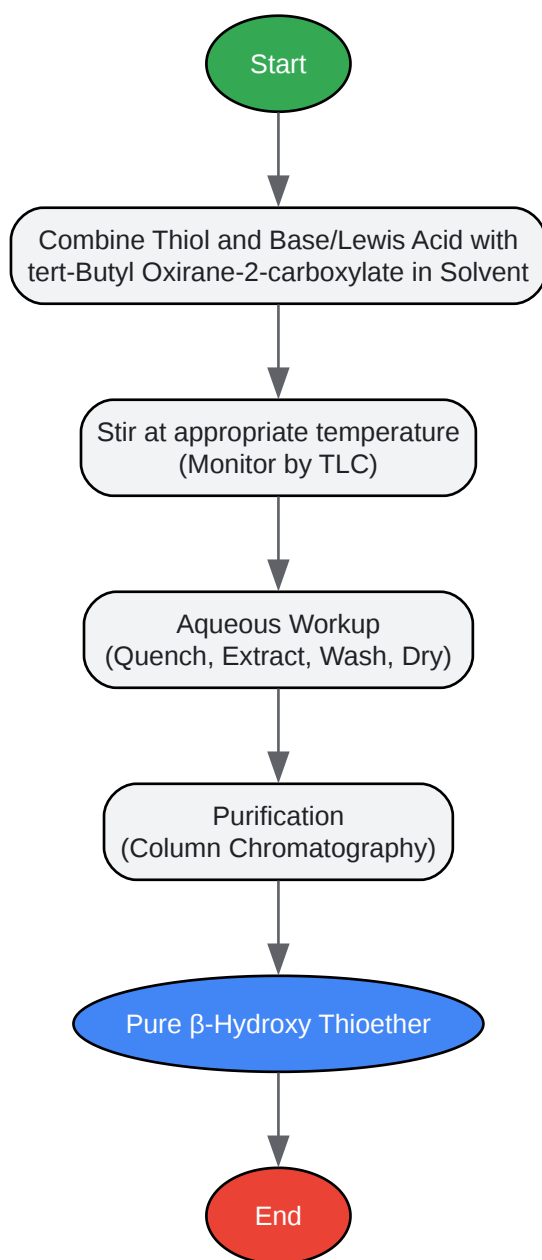 Start
Combine Thiol and Base/Lewis Acid with
tert-Butyl Oxirane-2-carboxylate in Solvent
Stir at appropriate temperature
(Monitor by TLC)
Aqueous Workup
(Quench, Extract, Wash, Dry)
Purification
(Column Chromatography)
Pure β-Hydroxy Thioether
End